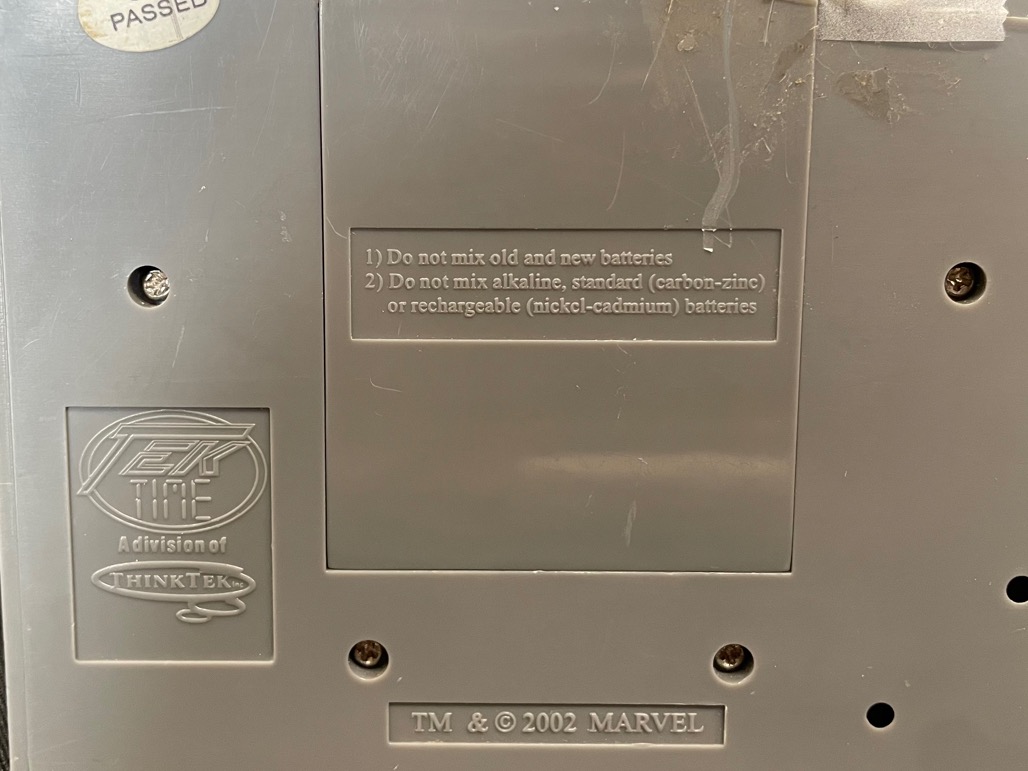 PASSED
1) Do not mix old and new batteries
2) Do not mix alkaline, standard (carbon-zinc)
or rechargeable (nickel-cadmium) batteries
TEK
TIME
A division of
THINKTEK Inc
TM & © 2002 MARVEL